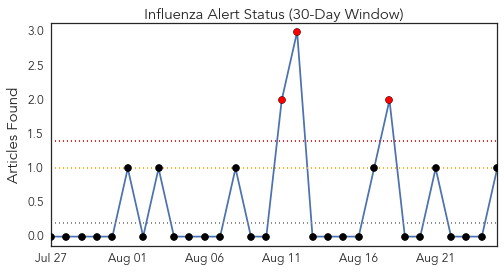 Influenza Alert Status (30-Day Window)
Articles Found
3.0
2.5
2.0
1.5
1.0
0.5
0.0
Jul 27
Aug 01
Aug 06
Aug 11
Aug 16
Aug 21